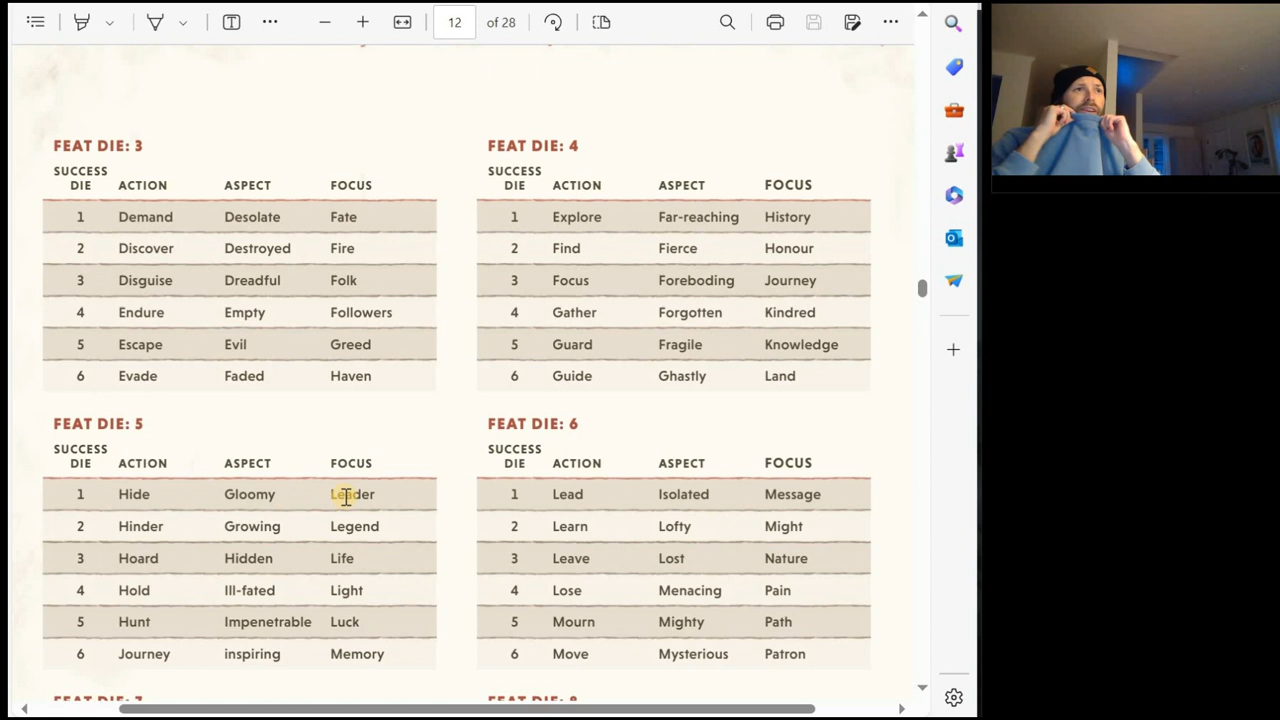 12 of 28
FEAT DIE: 3
SUCCESS DIE ACTION ASPECT FOCUS
1 Demand Desolate Fate
2 Discover Destroyed Fire
3 Disguise Dreadful Folk
4 Endure Empty Followers
5 Escape Evil Greed
6 Evade Faded Haven
FEAT DIE: 4
SUCCESS DIE ACTION ASPECT FOCUS
1 Explore Far-reaching History
2 Find Fierce Honour
3 Focus Foreboding Journey
4 Gather Forgotten Kindred
5 Guard Fragile Knowledge
6 Guide Ghastly Land
FEAT DIE: 5
SUCCESS DIE ACTION ASPECT FOCUS
1 Hide Gloomy Leader
2 Hinder Growing Legend
3 Hoard Hidden Life
4 Hold Ill-fated Light
5 Hunt Impenetrable Luck
6 Journey inspiring Memory
FEAT DIE: 6
SUCCESS DIE ACTION ASPECT FOCUS
1 Lead Isolated Message
2 Learn Lofty Might
3 Leave Lost Nature
4 Lose Menacing Pain
5 Mourn Mighty Path
6 Move Mysterious Patron